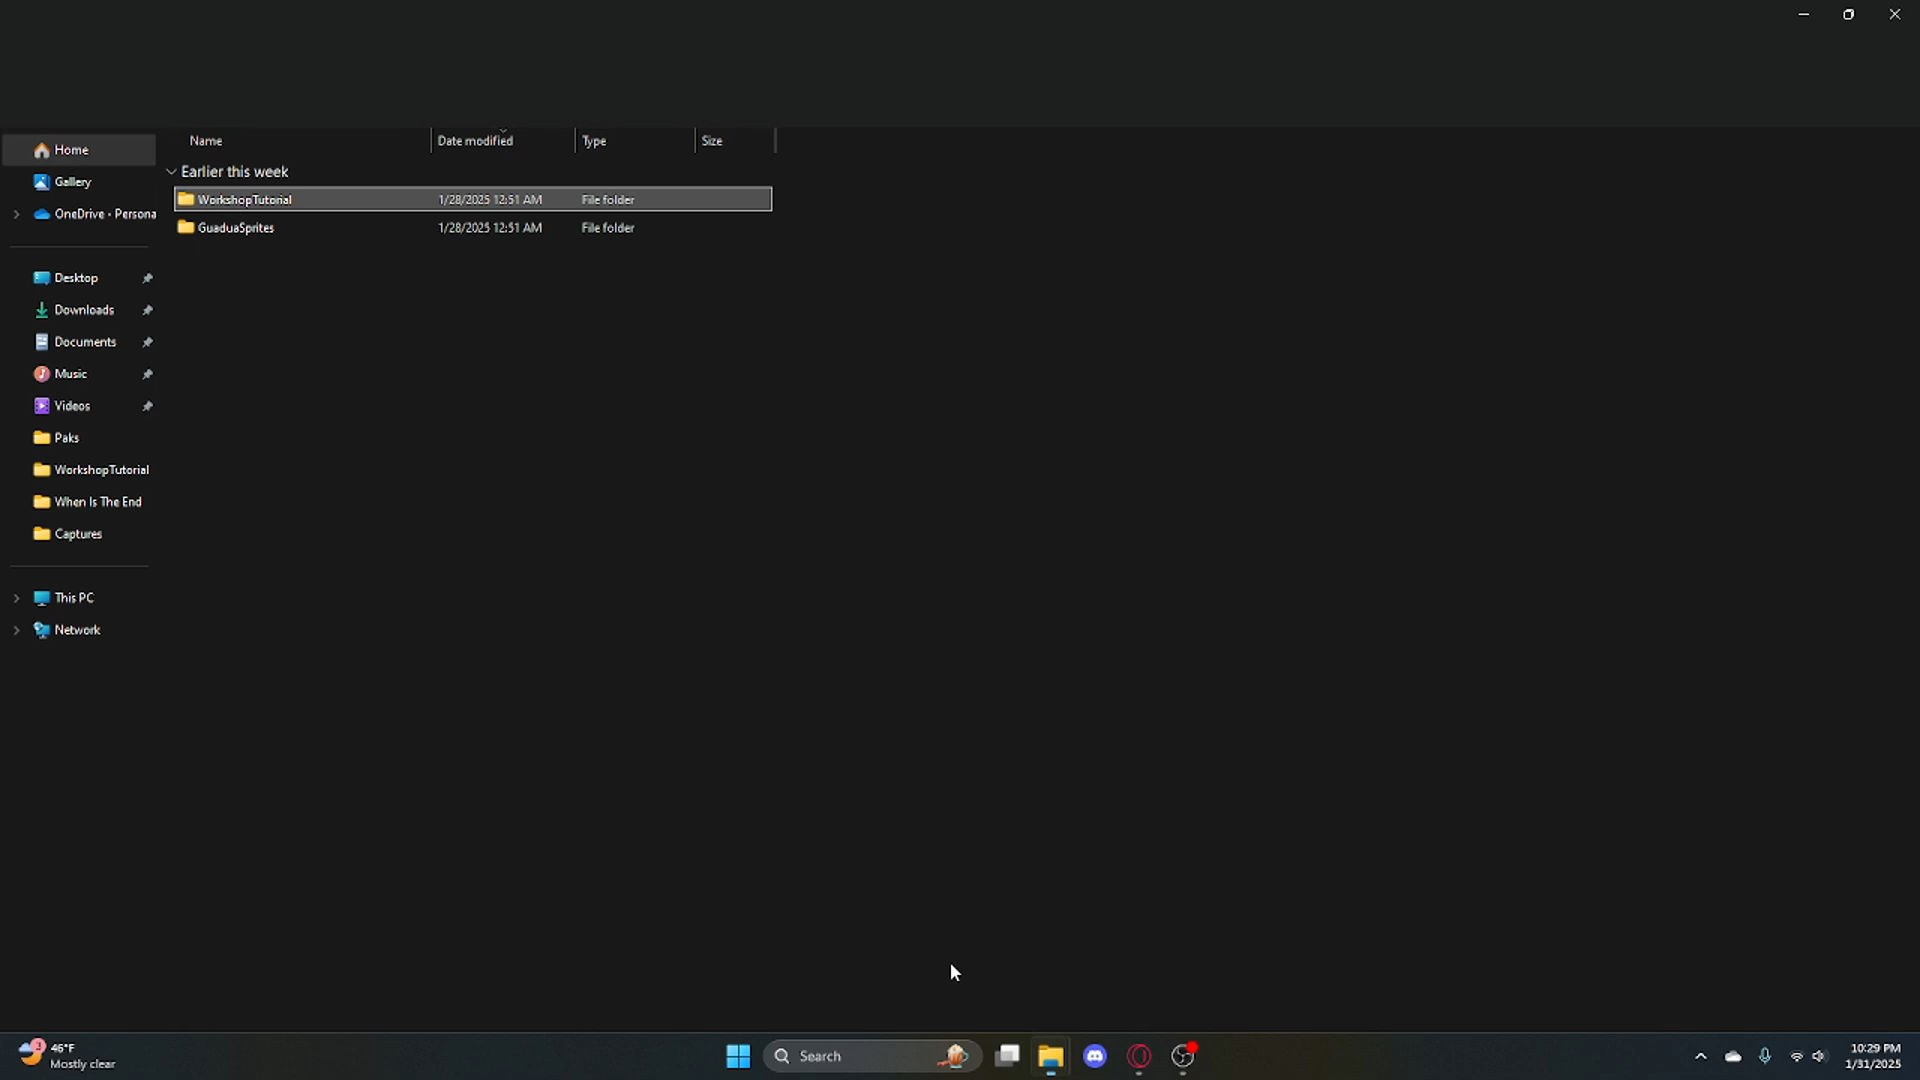 Name Date modified Type Size
Home
Gallery
OneDrive - Persona
Earlier this week
WorkshopTutorial 1/28/2025 12:51 AM File folder
GuaduaSprites 1/28/2025 12:51 AM File folder
Desktop
Downloads
Documents
Music
Videos
Paks
WorkshopTutorial
When Is The End
Captures
This PC
Network
3
46°F
Mostly clear
Search
10:29 PM
1/31/2025